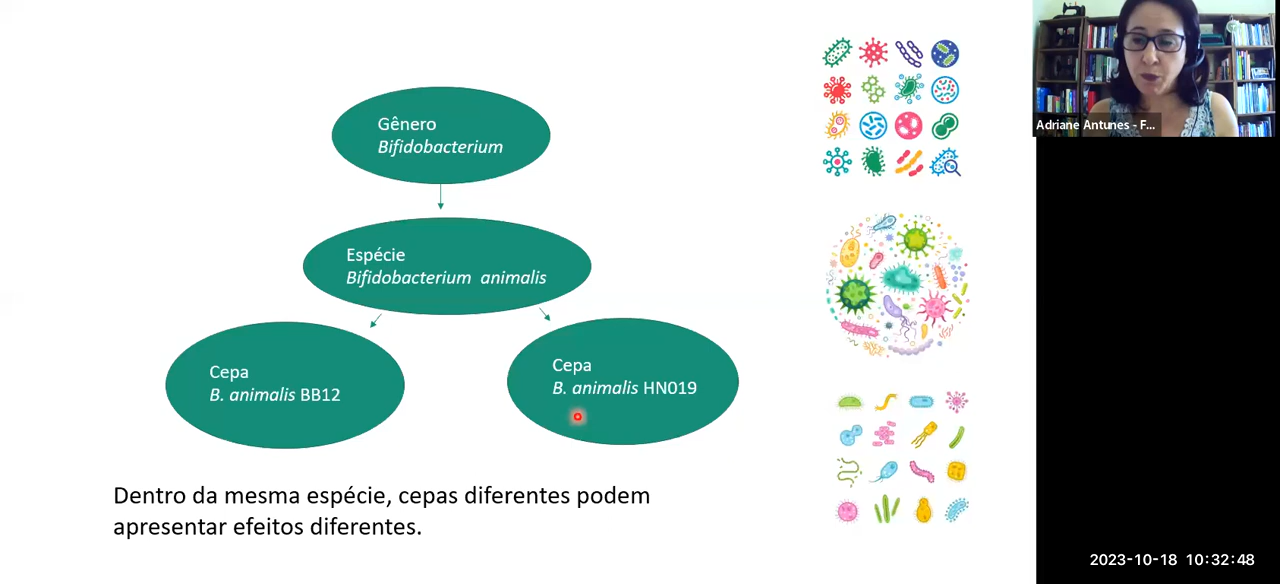 Gênero
Bifidobacterium
Espécie
Bifidobacterium animalis
Cepa
B. animalis BB12
Cepa
B. animalis HN019
Dentro da mesma espécie, cepas diferentes podem
apresentar efeitos diferentes.
Adriane Antunes - F...
2023-10-18 10:32:48